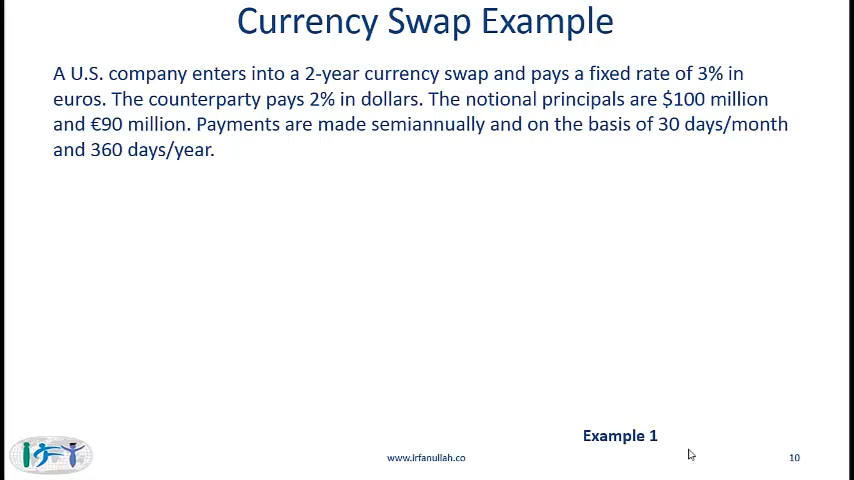 Currency Swap Example
A U.S. company enters into a 2-year currency swap and pays a fixed rate of 3% in
euros. The counterparty pays 2% in dollars. The notional principals are $100 million
and €90 million. Payments are made semiannually and on the basis of 30 days/month
and 360 days/year.
Example 1
www.irfanullah.co
10